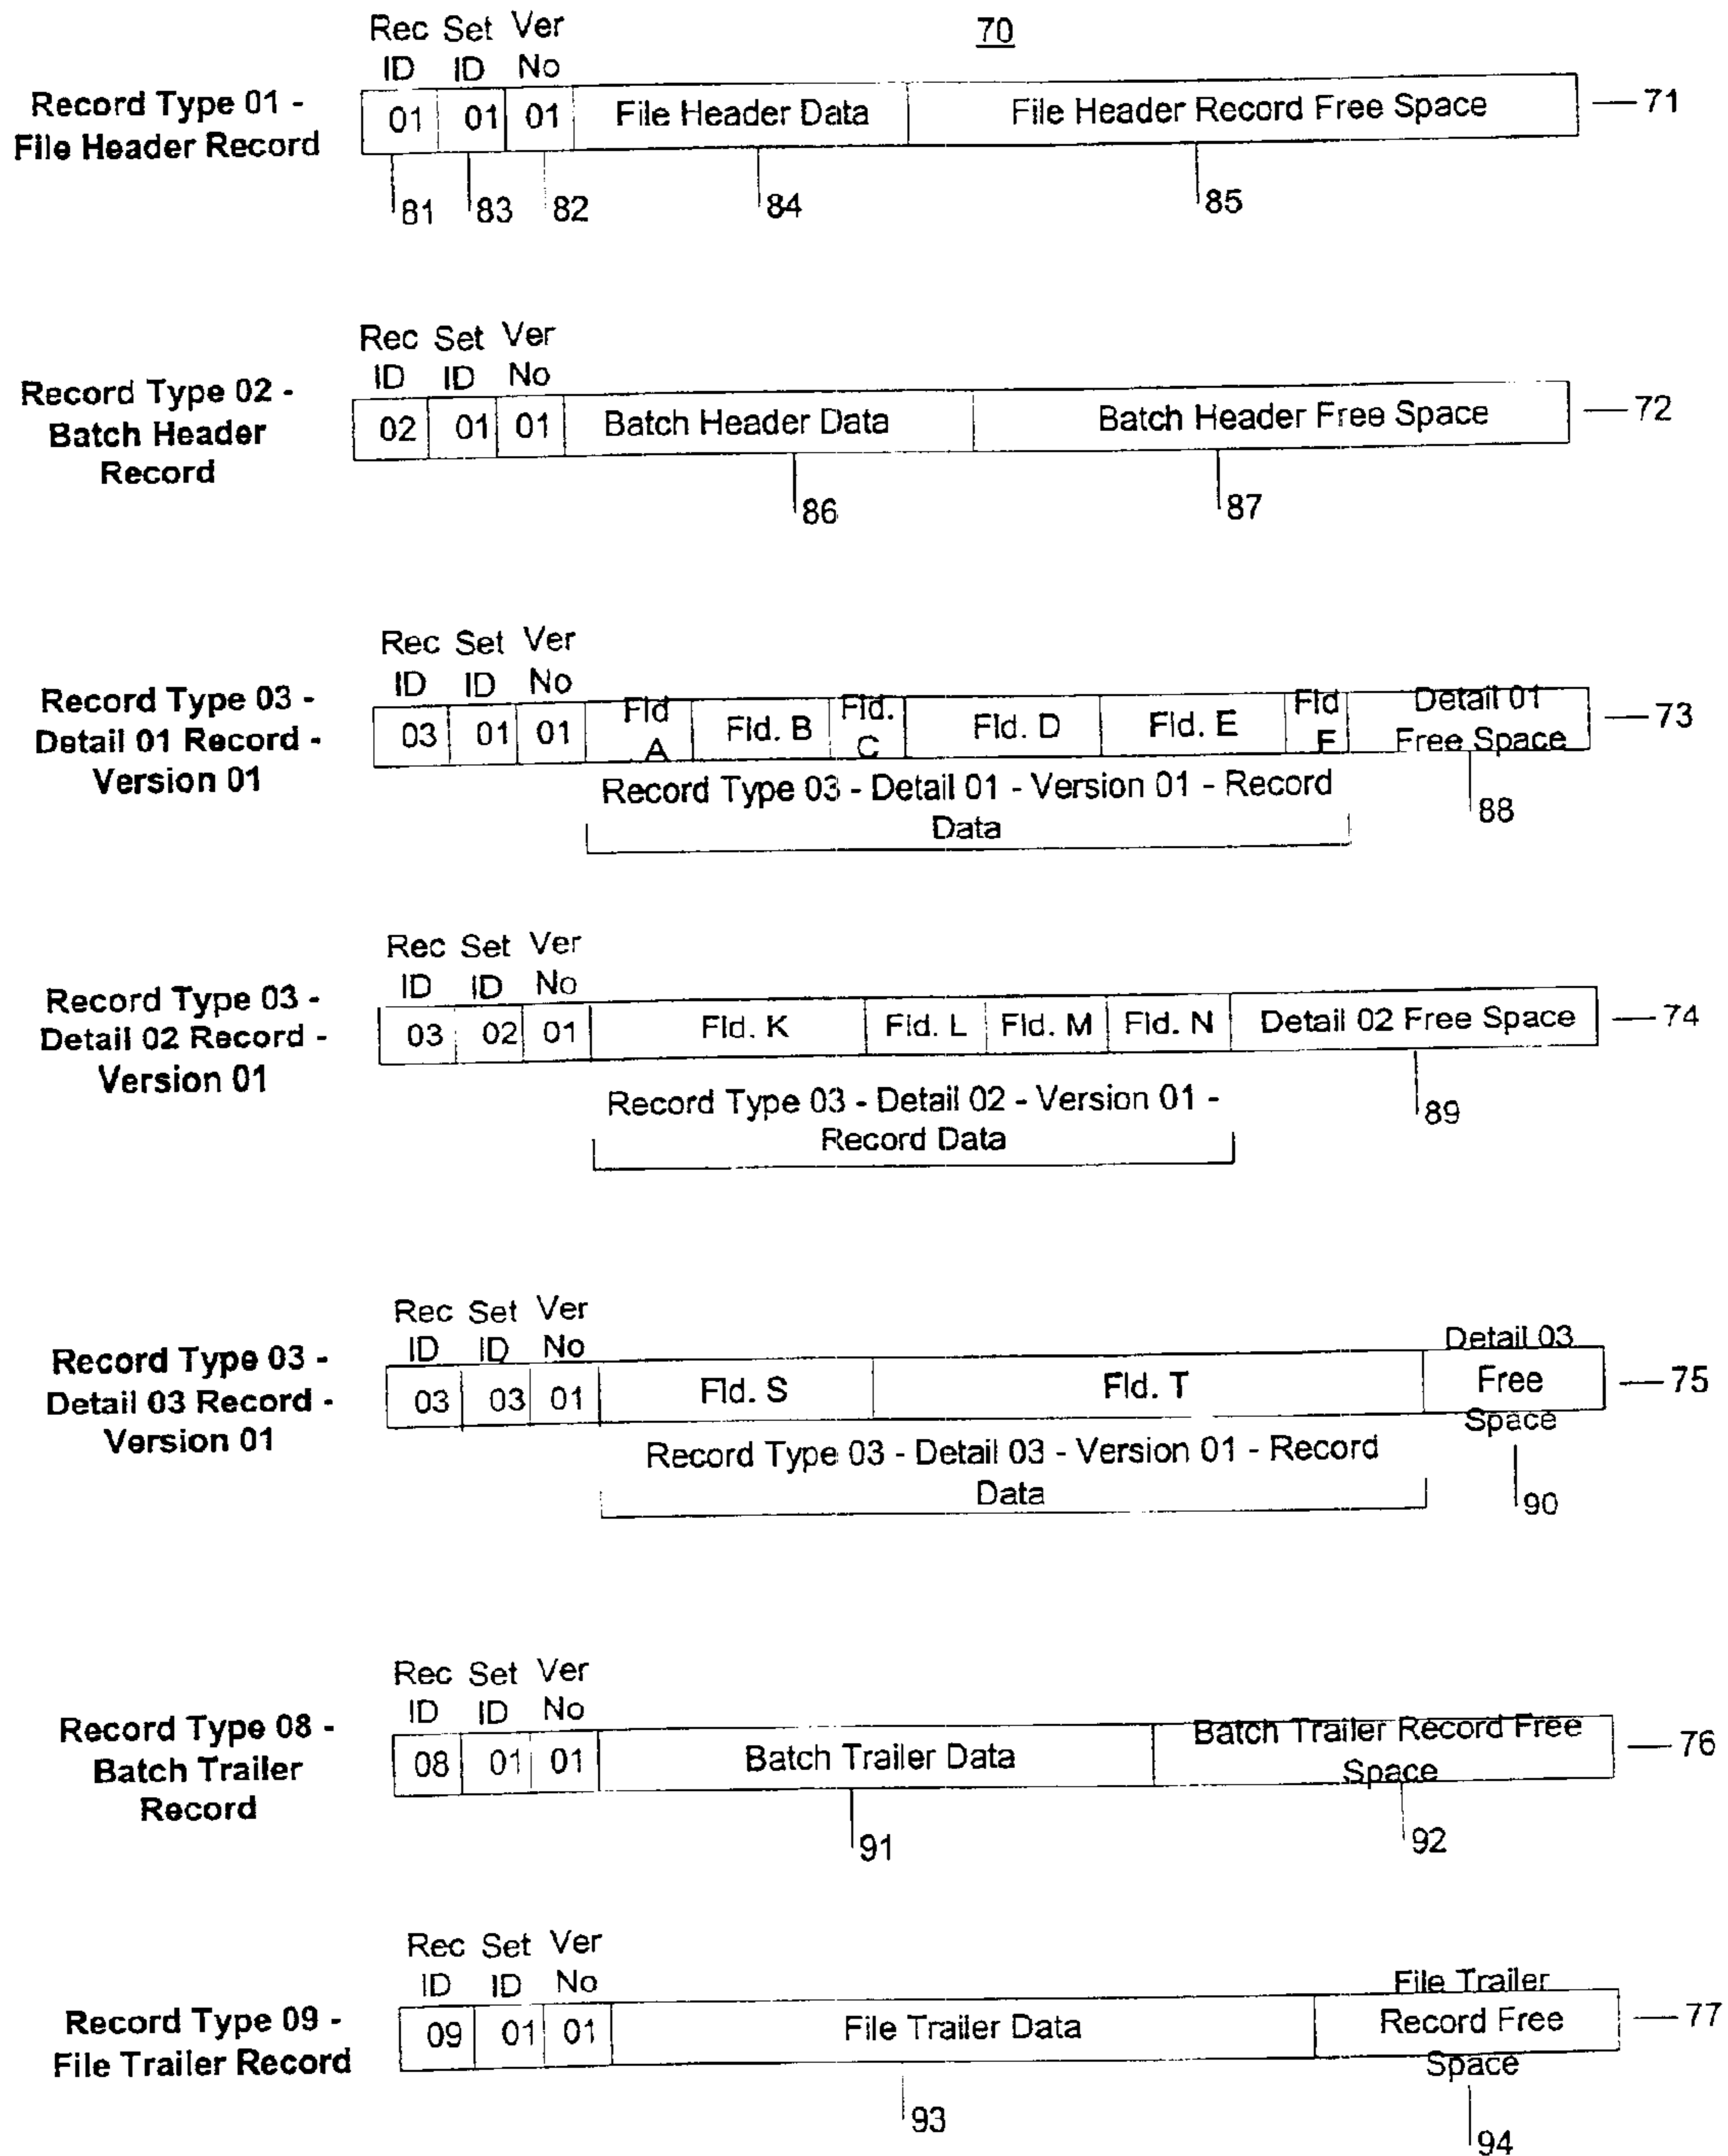 70
Rec Set Ver
ID ID No
Record Type 01 -
File Header Record
01 01 01 File Header Data File Header Record Free Space 71
81 83 82 84 85
Rec Set Ver
ID ID No
Record Type 02 -
Batch Header
Record
02 01 01 Batch Header Data Batch Header Free Space 72
86 87
Rec Set Ver
ID ID No
Record Type 03 -
Detail 01 Record -
Version 01
03 01 01 Fld A Fld. B Fld. C Fld. D Fld. E Fld F Detail 01 Free Space 73
Record Type 03 - Detail 01 - Version 01 - Record
Data
88
Rec Set Ver
ID ID No
Record Type 03 -
Detail 02 Record -
Version 01
03 02 01 Fld. K Fld. L Fld. M Fld. N Detail 02 Free Space 74
Record Type 03 - Detail 02 - Version 01 -
Record Data
89
Rec Set Ver
ID ID No
Record Type 03 -
Detail 03 Record -
Version 01
03 03 01 Fld. S Fld. T Detail 03 Free Space 75
Record Type 03 - Detail 03 - Version 01 - Record
Data
90
Rec Set Ver
ID ID No
Record Type 08 -
Batch Trailer
Record
08 01 01 Batch Trailer Data Batch Trailer Record Free Space 76
91 92
Rec Set Ver
ID ID No
Record Type 09 -
File Trailer Record
09 01 01 File Trailer Data File Trailer Record Free Space 77
93 94